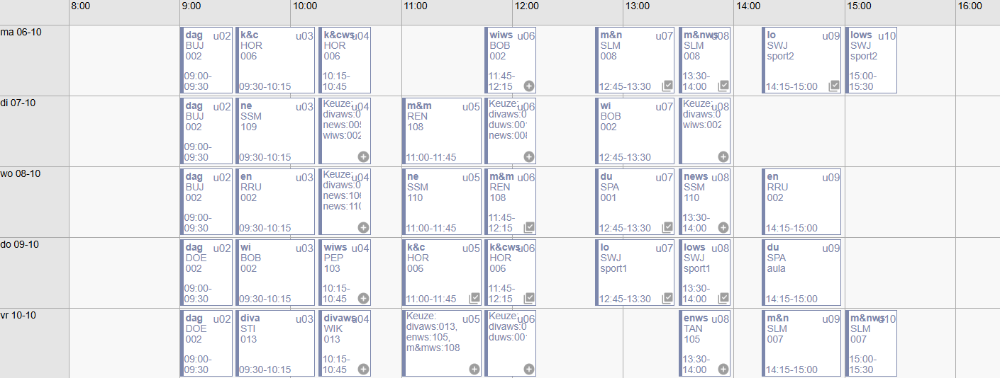 8:00 9:00 10:00 11:00 12:00 13:00 14:00 15:00 16:00
ma 06-10
dag u02
BUJ
002
09:00-
09:30
k&c u03
HOR
006
09:30-10:15
k&cws u04
HOR
006
10:15-
10:45
wiws u06
BOB
002
11:45-
12:15
m&n u07
SLM
008
12:45-13:30
m&nws u08
SLM
008
13:30-
14:00
lo u09
SWJ
sport2
14:15-15:00
lows u10
SWJ
sport2
15:00-
15:30
di 07-10
dag u02
BUJ
002
09:00-
09:30
ne u03
SSM
109
09:30-10:15
Keuze: u04
divaws:0
news:00
wiws:002
m&m u05
REN
108
11:00-11:45
Keuze: u06
divaws:0
duws:00
news:008
wi u07
BOB
002
12:45-13:30
Keuze: u08
divaws:0
wiws:002
wo 08-10
dag u02
BUJ
002
09:00-
09:30
en u03
RRU
002
09:30-10:15
Keuze: u04
divaws:0
news:10
news:110
ne u05
SSM
110
11:00-11:45
m&m u06
REN
108
11:45-
12:15
du u07
SPA
001
12:45-13:30
news u08
SSM
110
13:30-
14:00
en u09
RRU
002
14:15-15:00
do 09-10
dag u02
DOE
002
09:00-
09:30
wi u03
BOB
002
09:30-10:15
wiws u04
PEP
103
10:15-
10:45
k&c u05
HOR
006
11:00-11:45
k&cws u06
HOR
006
11:45-
12:15
lo u07
SWJ
sport1
12:45-13:30
lows u08
SWJ
sport1
13:30-
14:00
du u09
SPA
aula
14:15-15:00
vr 10-10
dag u02
DOE
002
09:00-
09:30
diva u03
STI
013
09:30-10:15
divaws u04
WIK
013
10:15-
10:45
Keuze: u05
divaws:013,
enws:105,
m&mws:108
Keuze: u06
divaws:0
duws:00
enws u08
TAN
105
13:30-
14:00
m&n u09
SLM
007
14:15-15:00
m&nws u10
SLM
007
15:00-
15:30